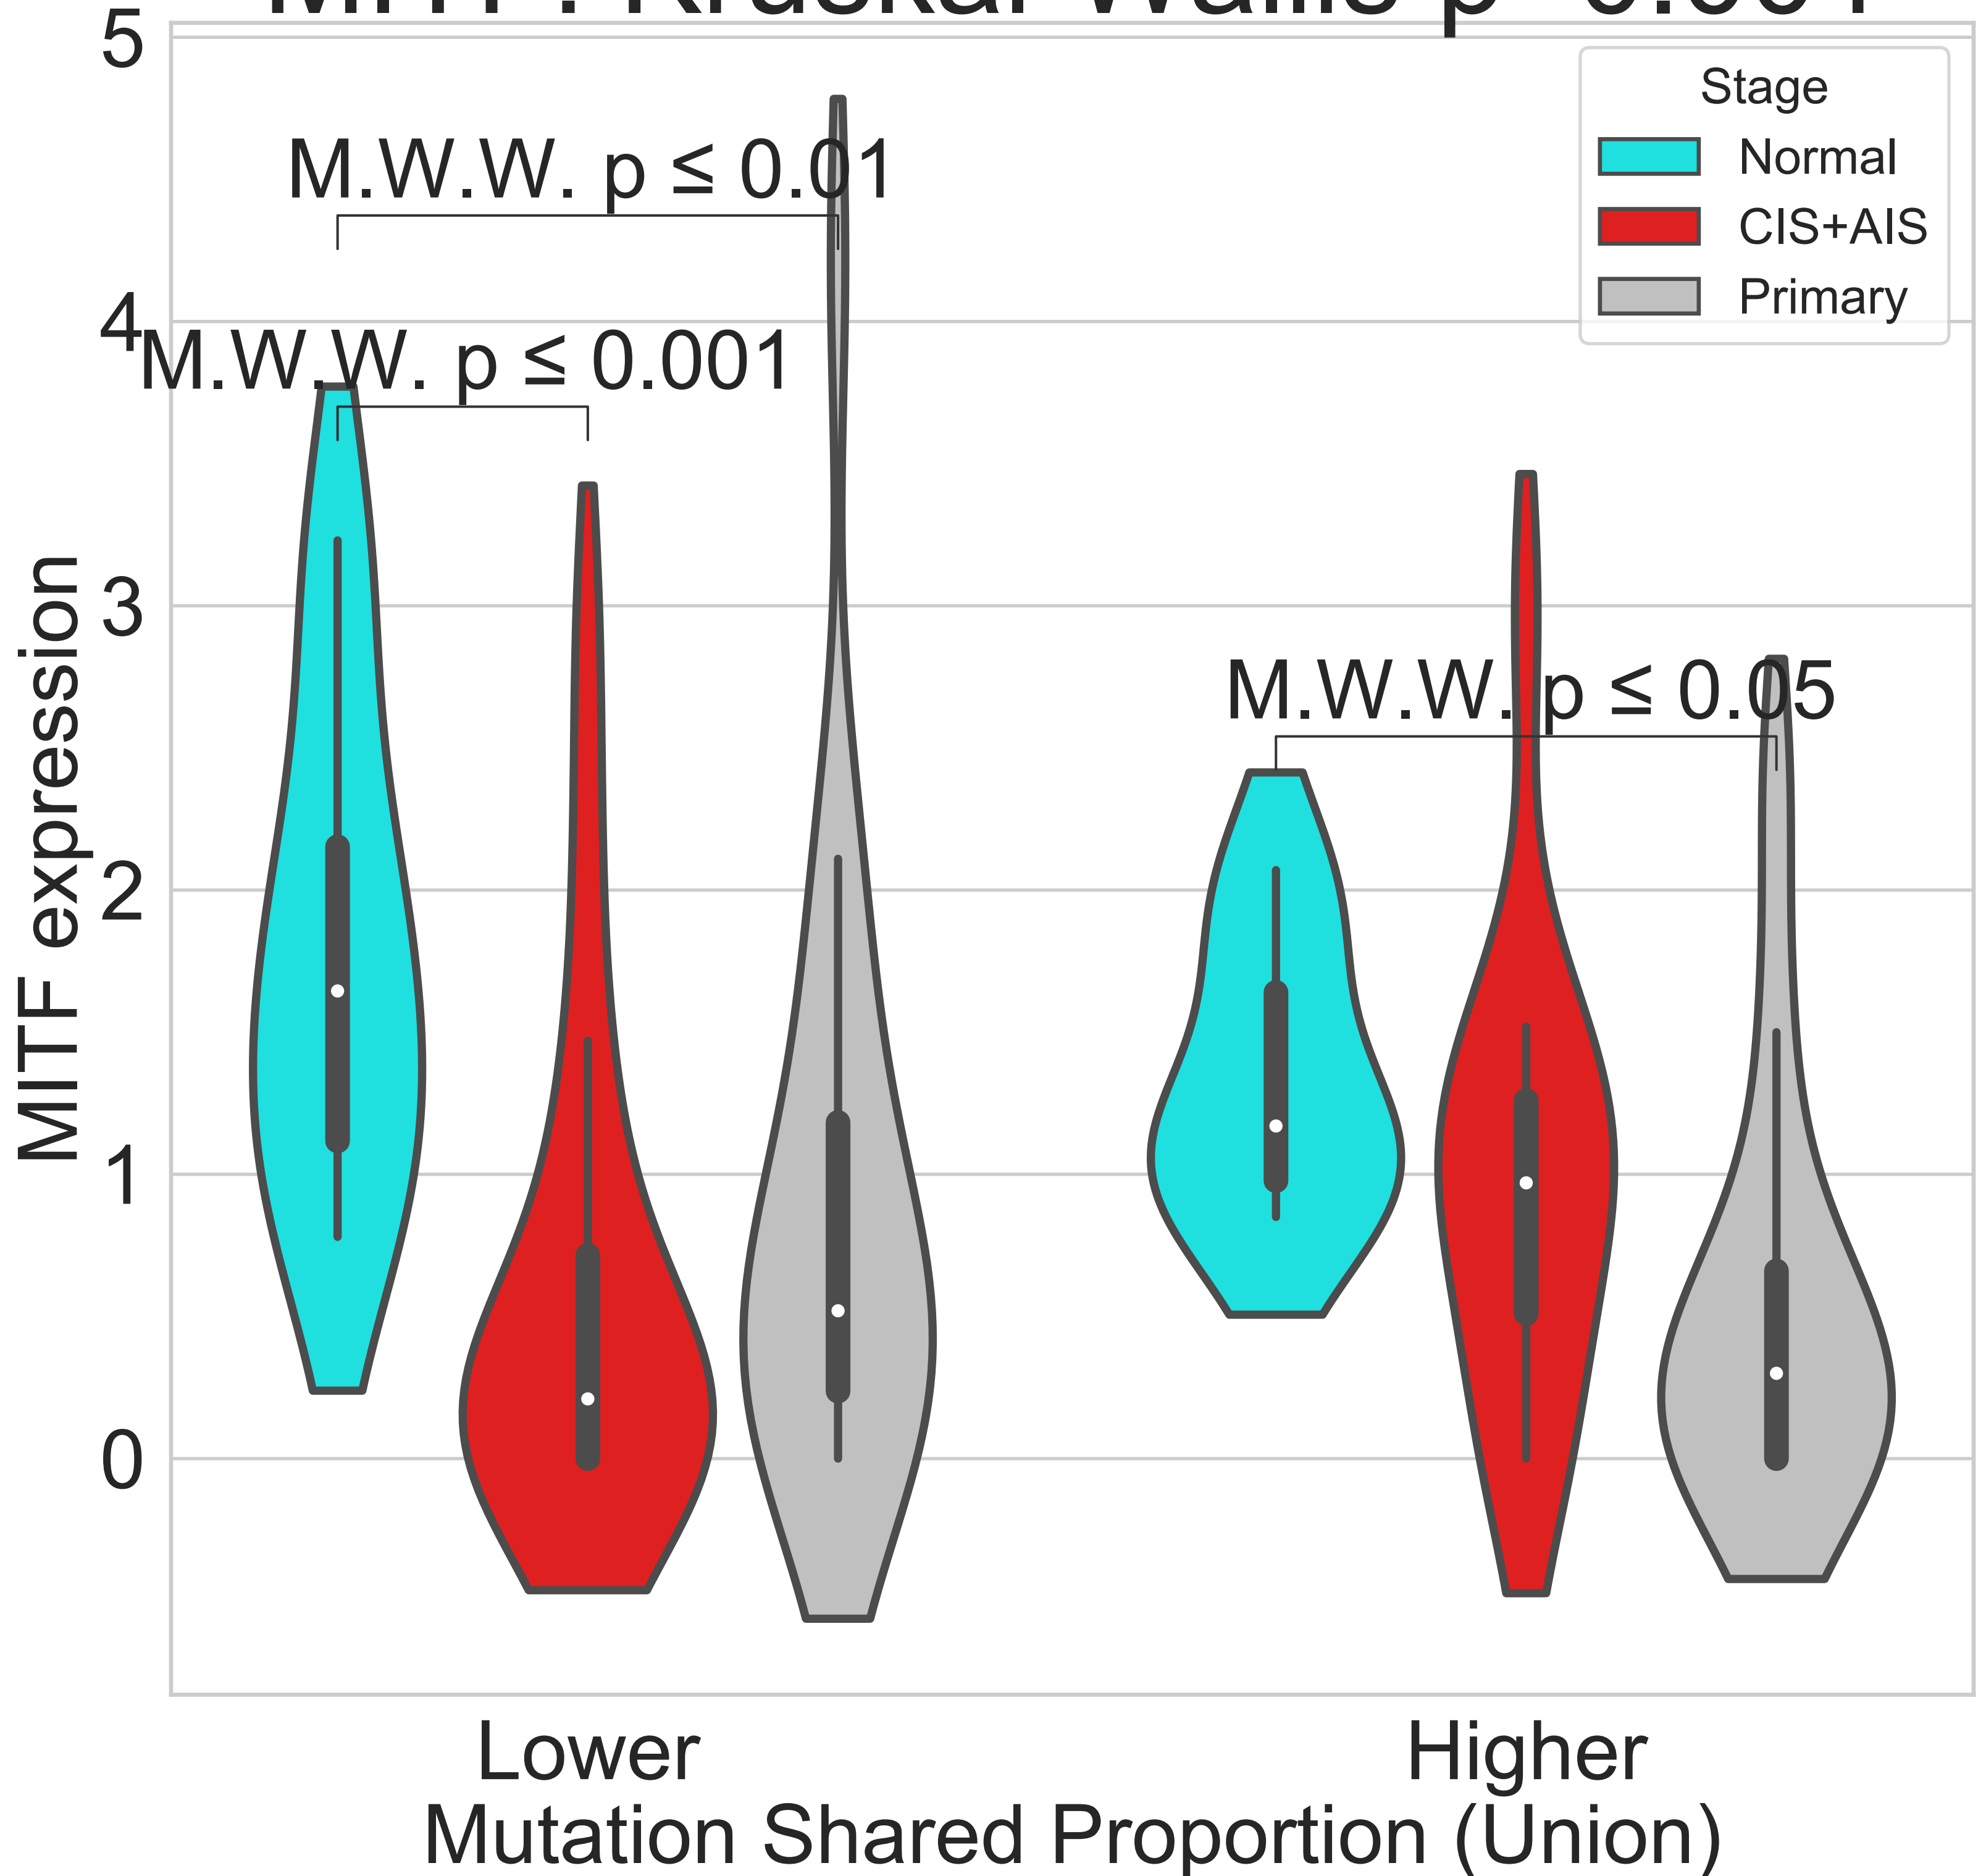 5
Stage
Normal
M.W.W. p ≤ 0.01
CIS+AIS
Primary
4
M.W.W. p ≤ 0.001
3
M.W.W. p ≤ 0.05
2
1
0
MITF expression
Lower
Higher
Mutation Shared Proportion (Union)